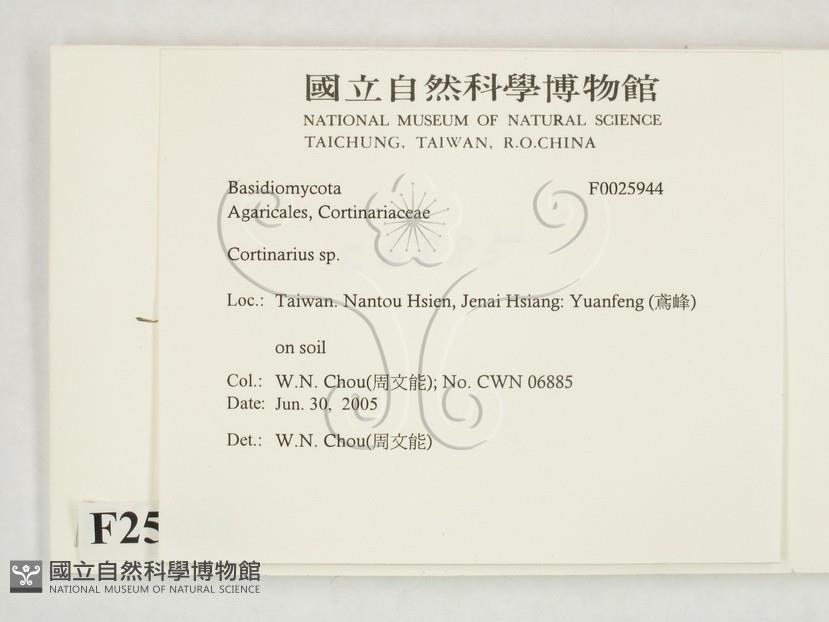 國立自然科學博物館
NATIONAL MUSEUM OF NATURAL SCIENCE
TAICHUNG, TAIWAN, R.O.CHINA
Basidiomycota F0025944
Agaricales, Cortinariaceae
Cortinarius sp.
Loc.: Taiwan. Nantou Hsien, Jenai Hsiang: Yuanfeng (鳶峰)
on soil
Col.: W.N. Chou(周文能); No. CWN 06885
Date: Jun. 30, 2005
Det.: W.N. Chou(周文能)
F25
國立自然科學博物館
NATIONAL MUSEUM OF NATURAL SCIENCE